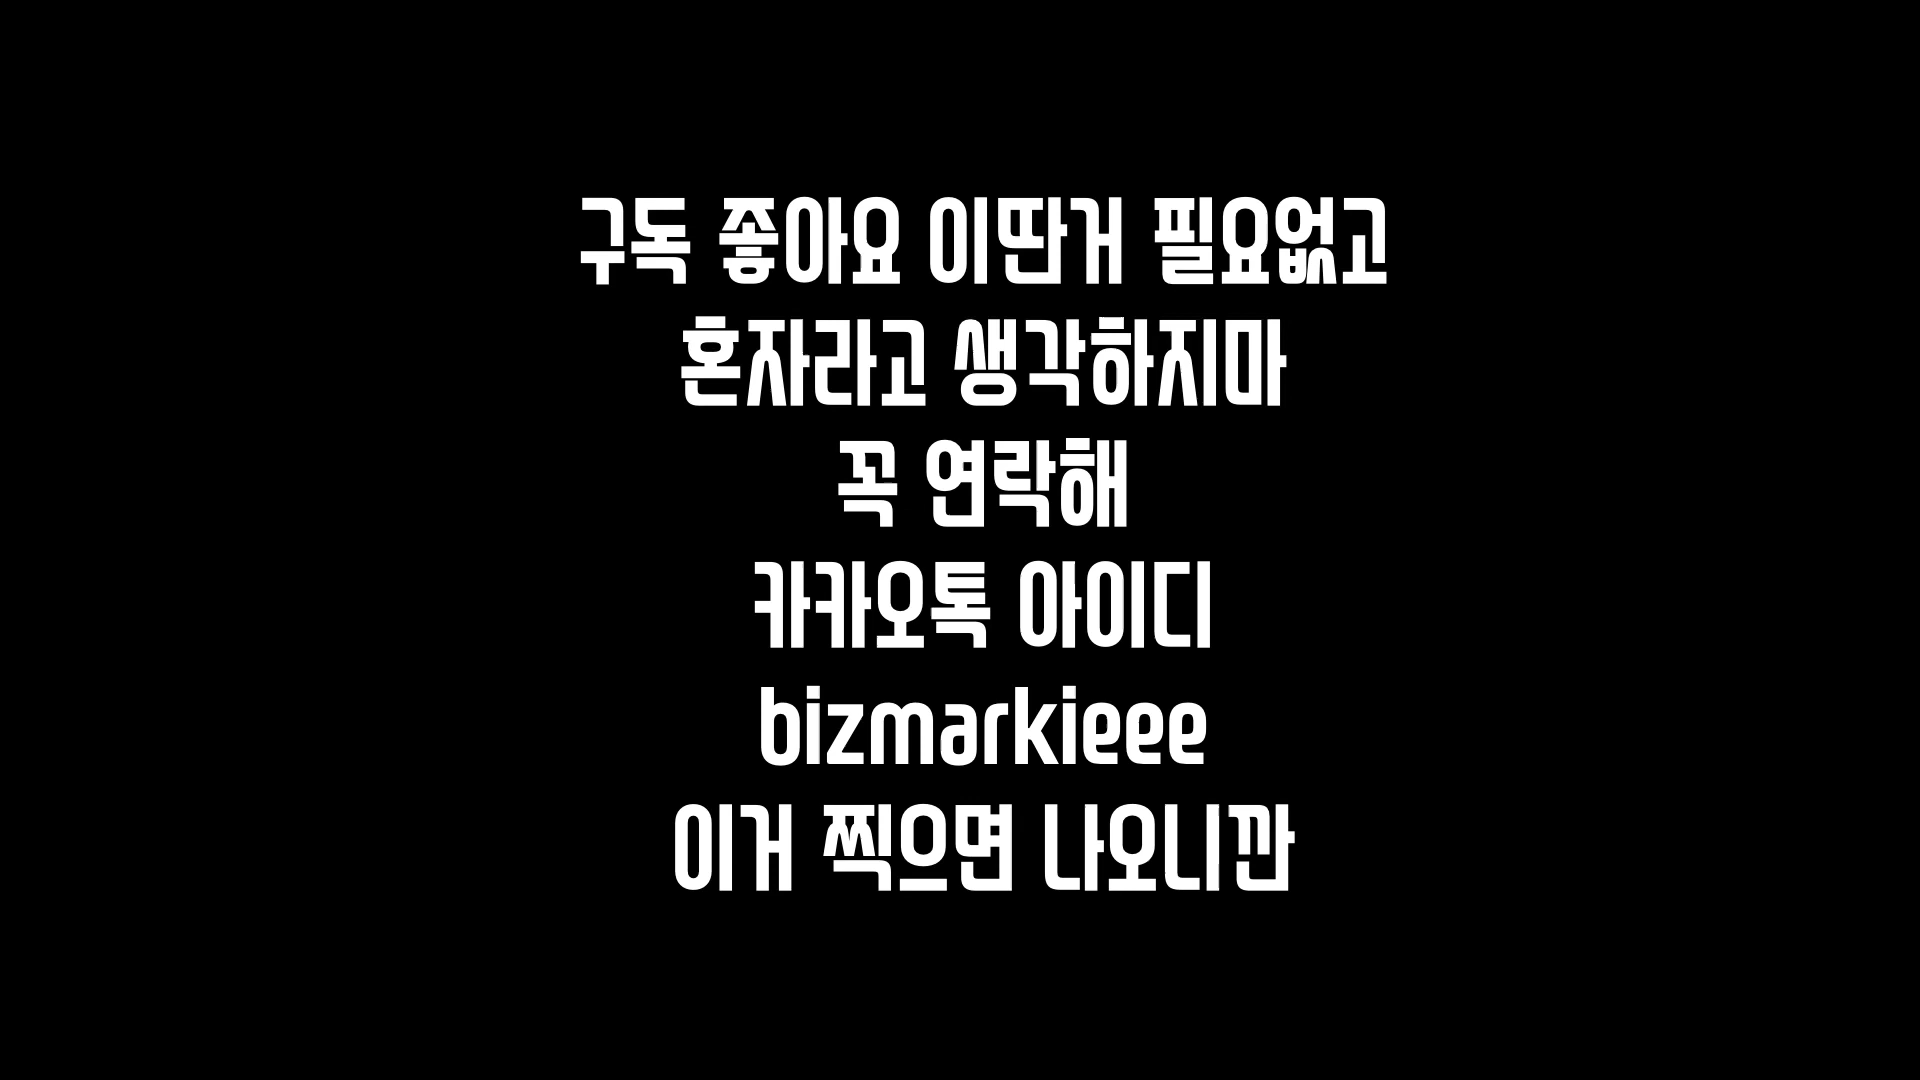 구독 좋아요 이딴거 필요없고
혼자라고 생각하지마
꼭 연락해
카카오톡 아이디
bizmarkieee
이거 찍으면 나오니깐